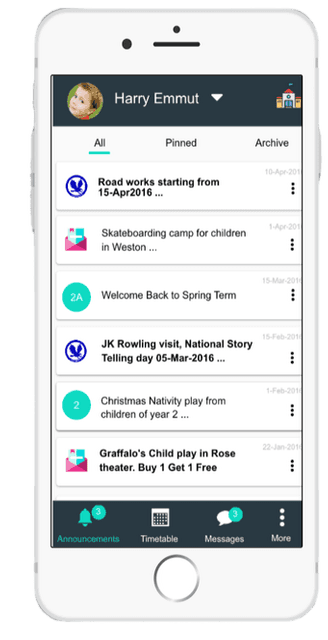 Harry Emmut
All Pinned Archive
10-Apr-2016
Road works starting from
15-Apr2016 ...
1-Apr-2016
Skateboarding camp for children
in Weston ...
15-Mar-2016
2A
Welcome Back to Spring Term
15-Feb-2016
JK Rowling visit, National Story
Telling day 05-Mar-2016 ...
1-Feb-2016
2
Christmas Nativity play from
children of year 2 ...
22-Jan-2016
Graffalo's Child play in Rose
theater. Buy 1 Get 1 Free
3 3
Announcements Timetable Messages More